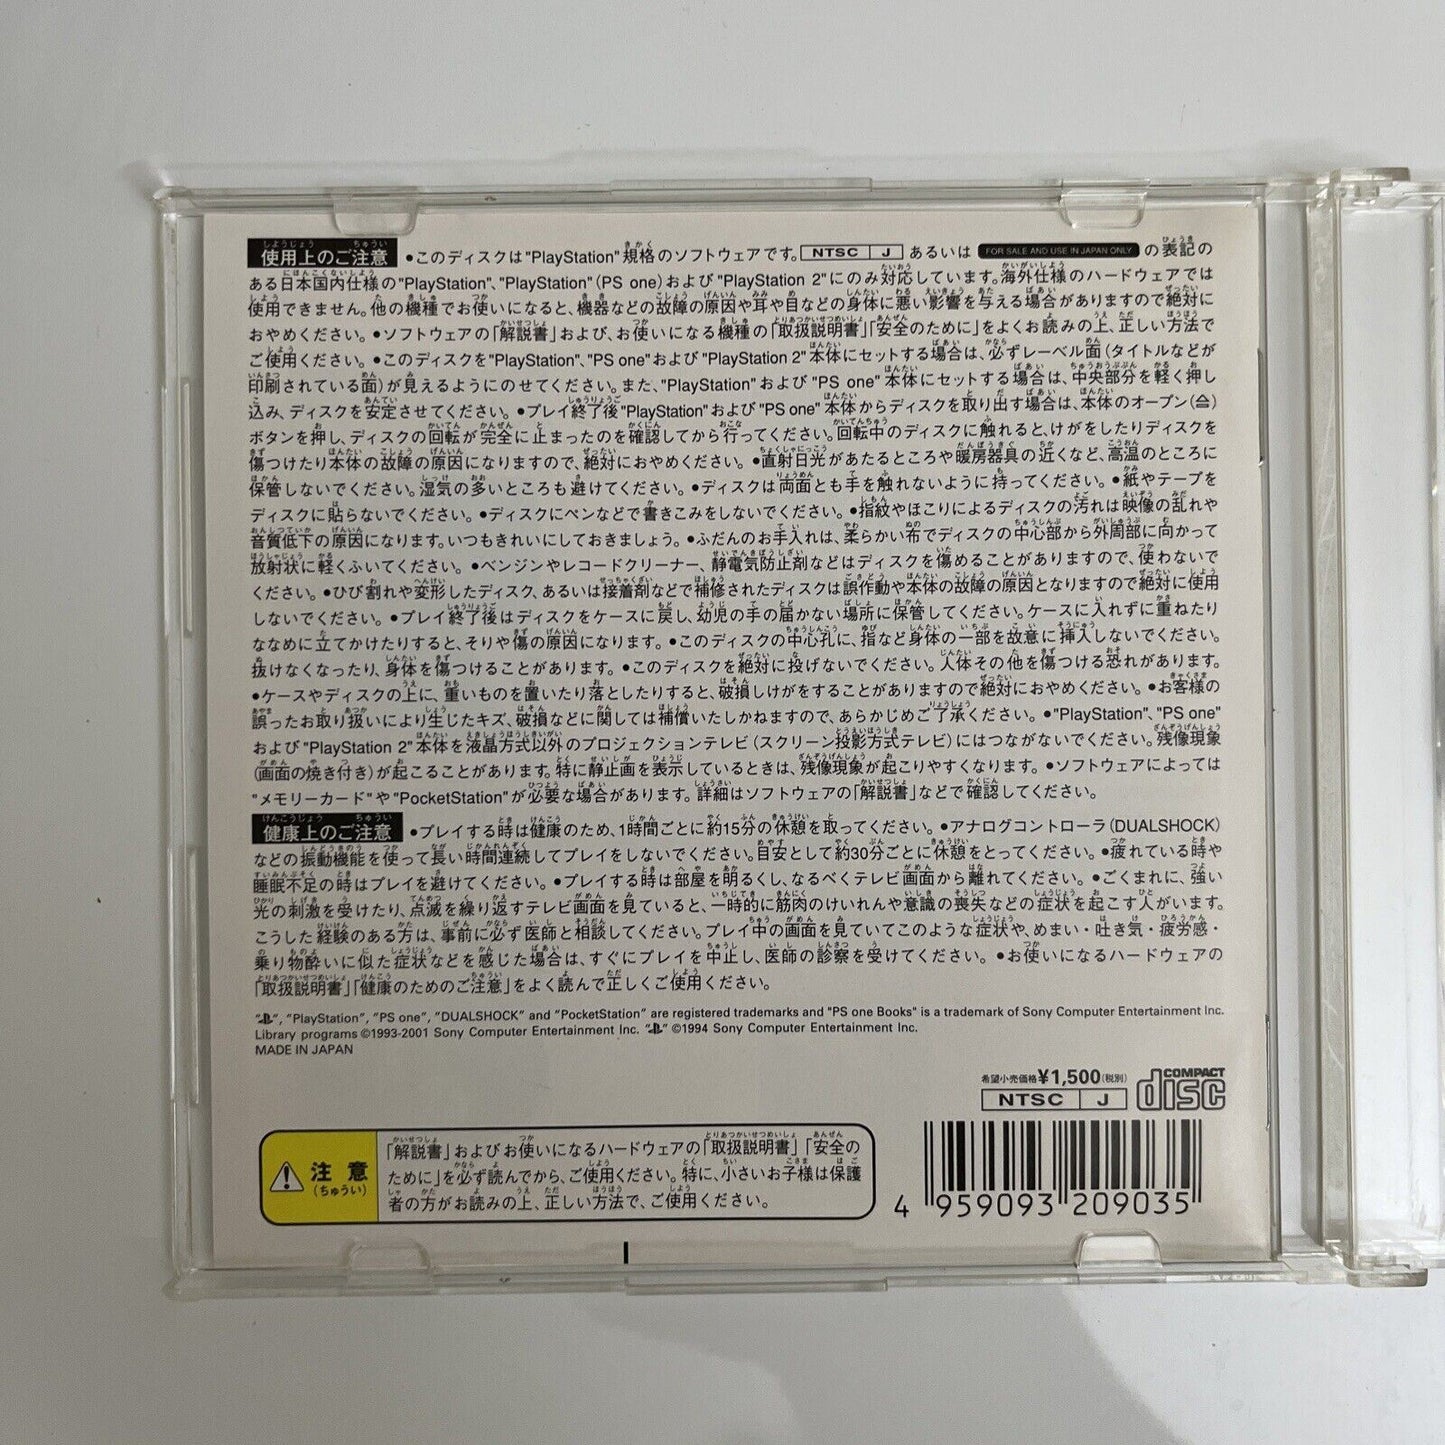 使用上のご注意 ●このディスクは"PlayStation"規格のソフトウェアです。NTSC J あるいは FOR SALE AND USE IN JAPAN ONLY の表記の
ある日本国内仕様の"PlayStation"、"PlayStation"(PS one)および"PlayStation 2"にのみ対応しています。海外仕様のハードウェアでは
使用できません。他の機種でお使いになると、機器などの故障の原因や耳や目などの身体に悪い影響を与える場合がありますので絶対に
おやめください。●ソフトウェアの「解説書」および、お使いになる機種の「取扱説明書」「安全のために」をよくお読みの上、正しい方法で
ご使用ください。●このディスクを"PlayStation"、"PS one"および"PlayStation 2"本体にセットする場合は、必ずレーベル面(タイトルなどが
印刷されている面)が見えるようにのせてください。また、"PlayStation"および"PS one"本体にセットする場合は、中央部分を軽く押し
込み、ディスクを安定させてください。●プレイ終了後"PlayStation"および"PS one"本体からディスクを取り出す場合は、本体のオープン(≙)
ボタンを押し、ディスクの回転が完全に止まったのを確認してから行ってください。回転中のディスクに触れると、けがをしたりディスクを
傷つけたり本体の故障の原因になりますので、絶対におやめください。●直射日光があたるところや暖房器具の近くなど、高温のところに
保管しないでください。湿気の多いところも避けてください。●ディスクは両面とも手を触れないように持ってください。●紙やテープを
ディスクに貼らないでください。●ディスクにペンなどで書きこみをしないでください。●指紋やほこりによるディスクの汚れは映像の乱れや
音質低下の原因になります。いつもきれいにしておきましょう。●ふだんのお手入れは、柔らかい布でディスクの中心部から外周部に向かって
放射状に軽くふいてください。●ベンジンやレコードクリーナー、静電気防止剤などはディスクを傷めることがありますので、使わないで
ください。●ひび割れや変形したディスク、あるいは接着剤などで補修されたディスクは誤作動や本体の故障の原因となりますので絶対に使用
しないでください。●プレイ終了後はディスクをケースに戻し、幼児の手の届かない場所に保管してください。ケースに入れずに重ねたり
ななめに立てかけたりすると、そりや傷の原因になります。●このディスクの中心孔に、指など身体の一部を故意に挿入しないでください。
抜けなくなったり、身体を傷つけることがあります。●このディスクを絶対に投げないでください。人体その他を傷つける恐れがあります。
●ケースやディスクの上に、重いものを置いたり落としたりすると、破損しけがをすることがありますので絶対におやめください。●お客様の
誤ったお取り扱いにより生じたキズ、破損などに関しては補償いたしかねますので、あらかじめご了承ください。●"PlayStation"、"PS one"
および"PlayStation 2"本体を液晶方式以外のプロジェクションテレビ(スクリーン投影方式テレビ)にはつながないでください。残像現象
(画面の焼き付き)が起こることがあります。特に静止画を表示しているときは、残像現象が起こりやすくなります。●ソフトウェアによっては
"メモリーカード"や"PocketStation"が必要な場合があります。詳細はソフトウェアの「解説書」などで確認してください。
健康上のご注意 ●プレイする時は健康のため、1時間ごとに約15分の休憩を取ってください。●アナログコントローラ(DUALSHOCK)
などの振動機能を使って長い時間連続してプレイをしないでください。目安として約30分ごとに休憩をとってください。●疲れている時や
睡眠不足の時はプレイを避けてください。●プレイする時は部屋を明るくし、なるべくテレビ画面から離れてください。●ごくまれに、強い
光の刺激を受けたり、点滅を繰り返すテレビ画面を見ていると、一時的に筋肉のけいれんや意識の喪失などの症状を起こす人がいます。
こうした経験のある方は、事前に必ず医師と相談してください。プレイ中の画面を見ていてこのような症状や、めまい・吐き気・疲労感・
乗り物酔いに似た症状などを感じた場合は、すぐにプレイを中止し、医師の診察を受けてください。●お使いになるハードウェアの
「取扱説明書」「健康のためのご注意」をよく読んで正しくご使用ください。
"PS", "PlayStation", "PS one", "DUALSHOCK" and "PocketStation" are registered trademarks and "PS one Books" is a trademark of Sony Computer Entertainment Inc.
Library programs ©1993-2001 Sony Computer Entertainment Inc. "PS" ©1994 Sony Computer Entertainment Inc.
MADE IN JAPAN
希望小売価格¥1,500(税別)
NTSC J
COMPACT disc
注意
(ちゅうい)
「解説書」およびお使いになるハードウェアの「取扱説明書」「安全の
ために」を必ず読んでから、ご使用ください。特に、小さいお子様は保護
者の方がお読みの上、正しい方法で、ご使用ください。
4 959093 209035